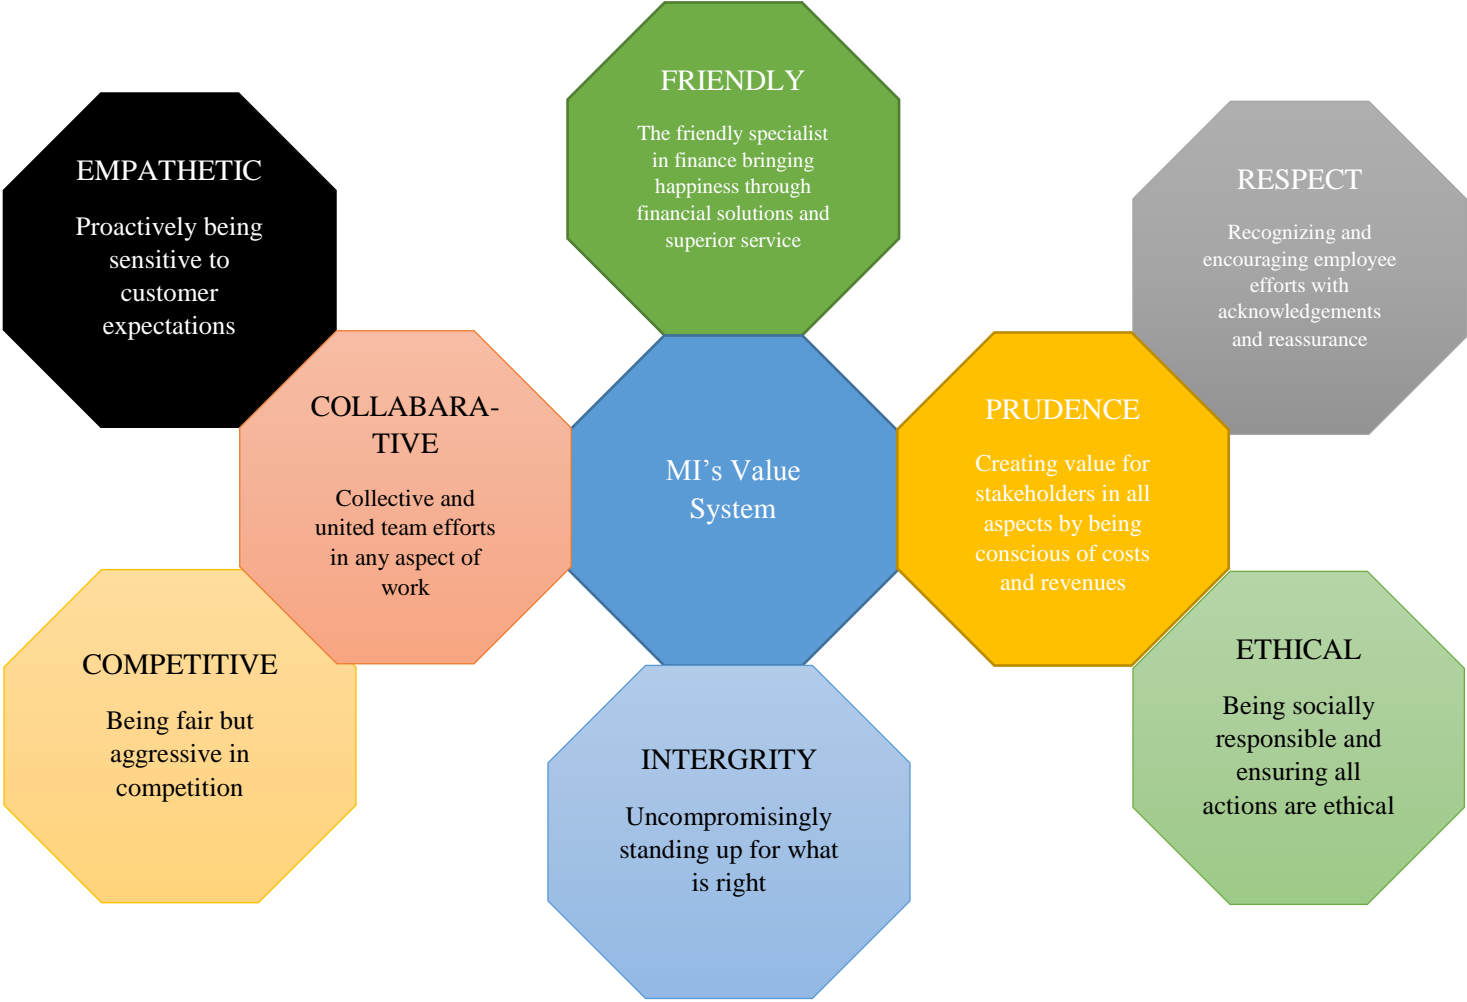 FRIENDLY
The friendly specialist
in finance bringing
happiness through
financial solutions and
superior service
EMPATHETIC
Proactively being
sensitive to
customer
expectations
RESPECT
Recognizing and
encouraging employee
efforts with
acknowledgements
and reassurance
COLLABARA-
TIVE
Collective and
united team efforts
in any aspect of
work
MI’s Value
System
PRUDENCE
Creating value for
stakeholders in all
aspects by being
conscious of costs
and revenues
COMPETITIVE
Being fair but
aggressive in
competition
INTERGRITY
Uncompromisingly
standing up for what
is right
ETHICAL
Being socially
responsible and
ensuring all
actions are ethical